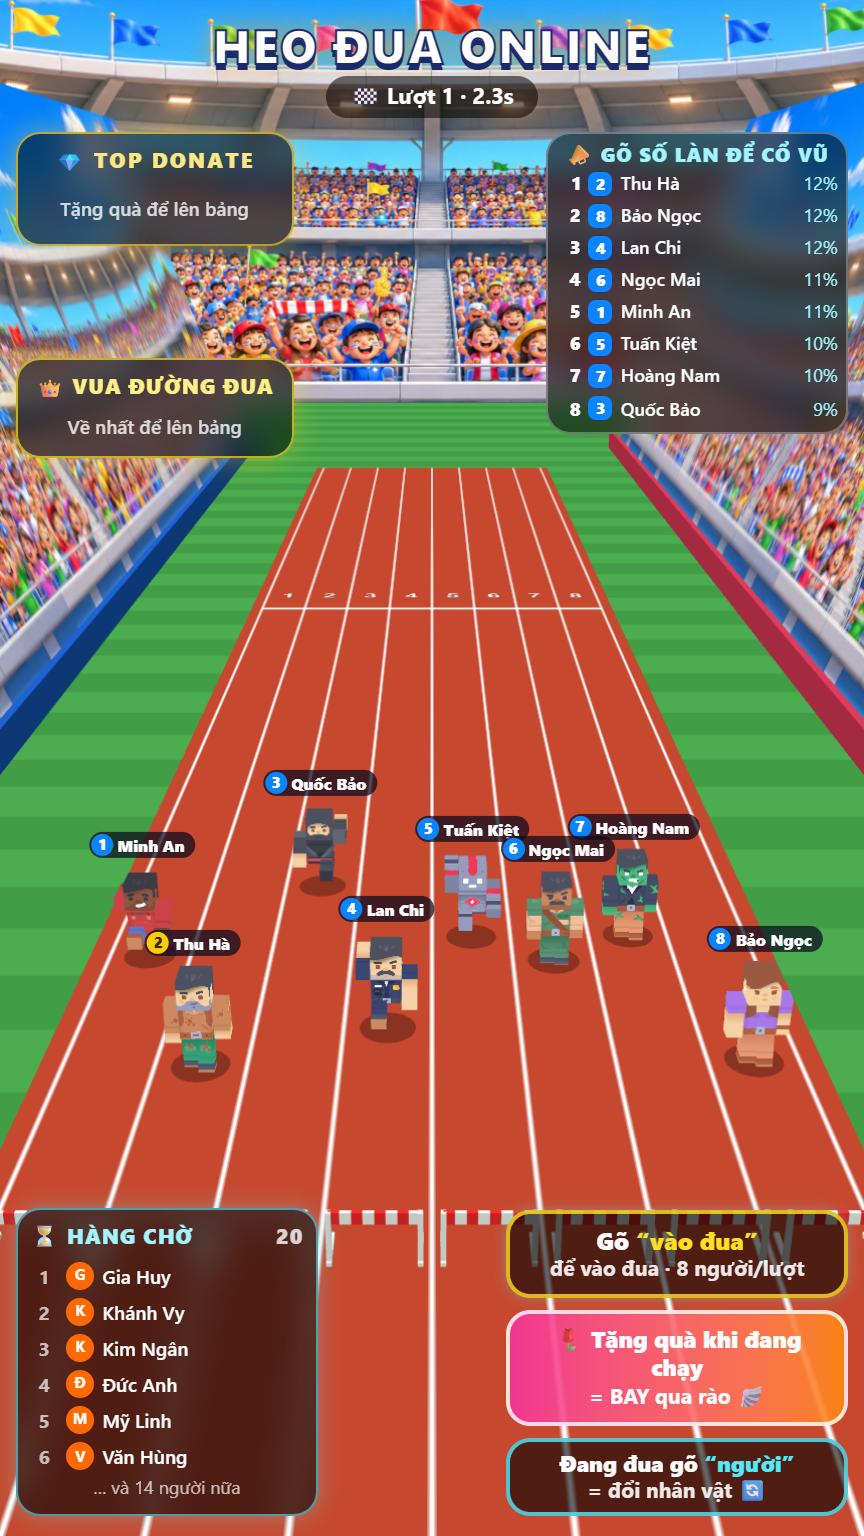 HEO ĐUA ONLINE
Lượt 1 · 2.3s
TOP DONATE
Tặng quà để lên bảng
VUA ĐƯỜNG ĐUA
Về nhất để lên bảng
GÕ SỐ LÀN ĐỂ CỔ VŨ
1 2 Thu Hà 12%
2 8 Bảo Ngọc 12%
3 4 Lan Chi 12%
4 6 Ngọc Mai 11%
5 1 Minh An 11%
6 5 Tuấn Kiệt 10%
7 7 Hoàng Nam 10%
8 3 Quốc Bảo 9%
1 2 3 4 5 6 7 8
3 Quốc Bảo
5 Tuấn Kiệt
7 Hoàng Nam
1 Minh An
6 Ngọc Mai
4 Lan Chi
2 Thu Hà
8 Bảo Ngọc
HÀNG CHỜ 20
1 G Gia Huy
2 K Khánh Vy
3 K Kim Ngân
4 Đ Đức Anh
5 M Mỹ Linh
6 V Văn Hùng
... và 14 người nữa
Gõ “vào đua”
để vào đua · 8 người/lượt
Tặng quà khi đang
chạy
= BAY qua rào
Đang đua gõ “người”
= đổi nhân vật